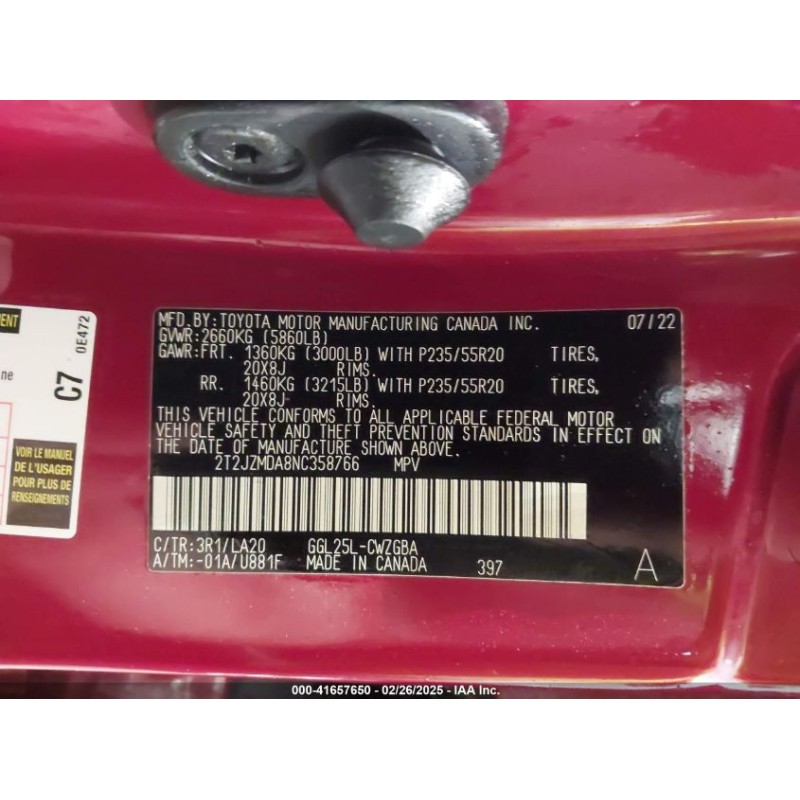 MFD.BY:TOYOTA MOTOR MANUFACTURING CANADA INC. 07/22
GVWR:2660KG (5860LB)
GAWR:FRT. 1360KG (3000LB) WITH P235/55R20 TIRES,
20X8J RIMS.
RR. 1460KG (3215LB) WITH P235/55R20 TIRES,
20X8J RIMS.
THIS VEHICLE CONFORMS TO ALL APPLICABLE FEDERAL MOTOR
VEHICLE SAFETY AND THEFT PREVENTION STANDARDS IN EFFECT ON
THE DATE OF MANUFACTURE SHOWN ABOVE.
2T2JZMDA8NC358766 MPV
C/TR:3R1/LA20 GGL25L-CWZGBA
A/TM:-01A/U881F MADE IN CANADA 397 A
C7
0E472
VOIR LE MANUEL
DE L'USAGER
POUR PLUS DE
RENSEIGNEMENTS
000-41657650 / 02/26/2025 - IAA Inc.